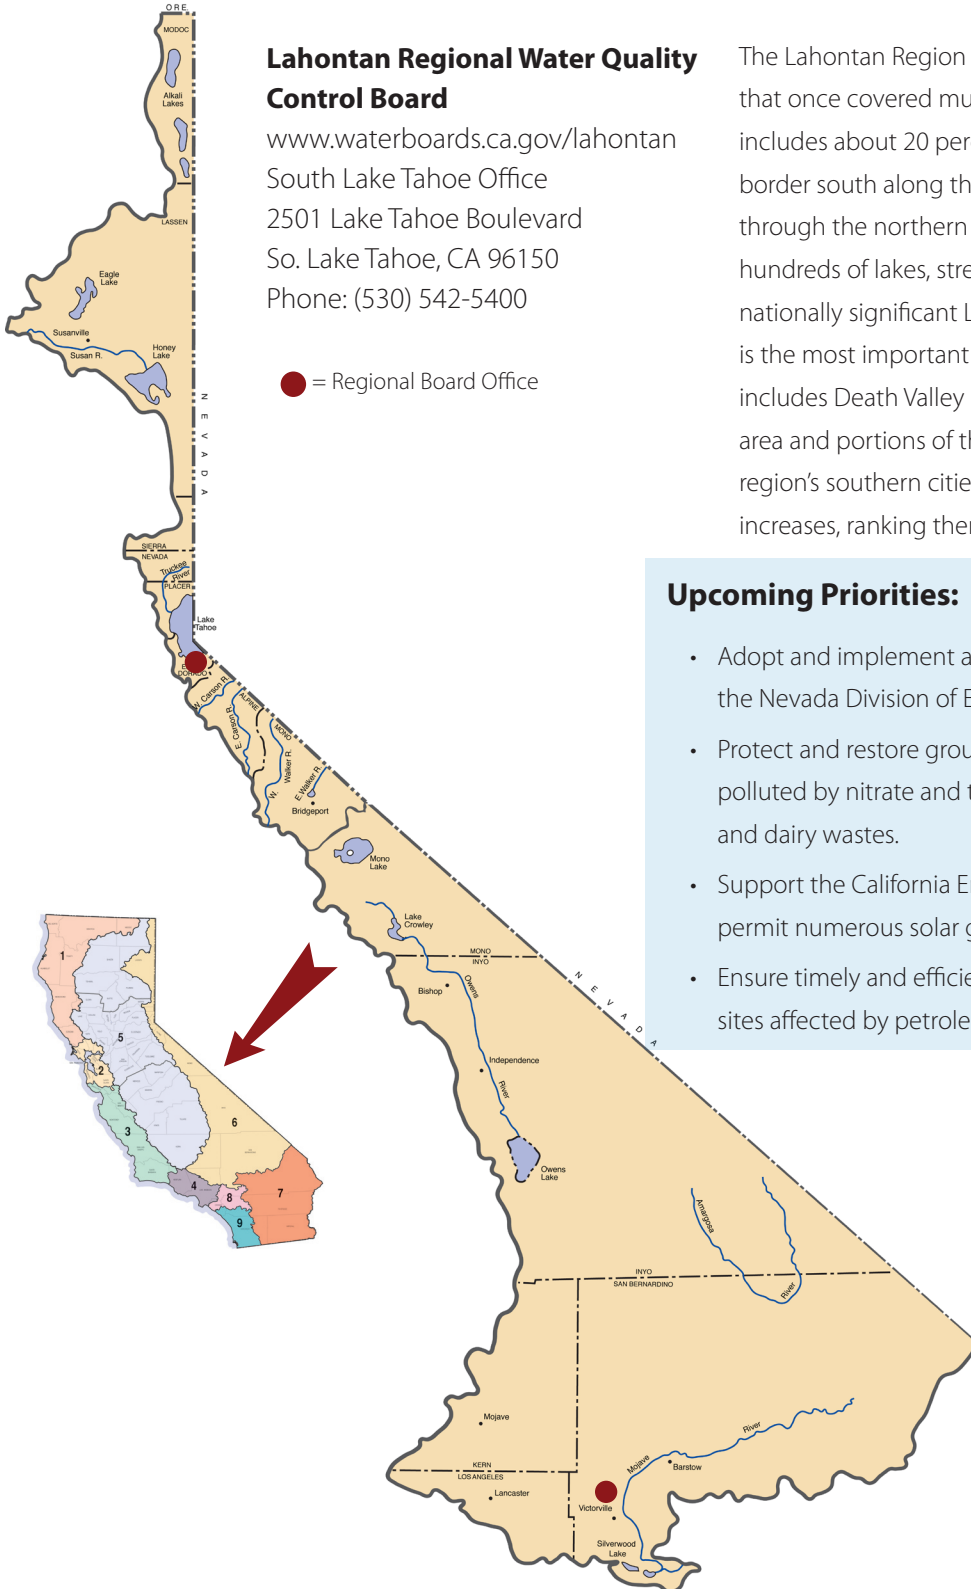 Lahontan Regional Water Quality
Control Board
www.waterboards.ca.gov/lahontan
South Lake Tahoe Office
2501 Lake Tahoe Boulevard
So. Lake Tahoe, CA 96150
Phone: (530) 542-5400
= Regional Board Office
The Lahontan Region
that once covered mu
includes about 20 per
border south along th
through the northern
hundreds of lakes, stre
nationally significant L
is the most important
includes Death Valley
area and portions of th
region's southern citie
increases, ranking ther
Upcoming Priorities:
• Adopt and implement a
the Nevada Division of E
• Protect and restore grou
polluted by nitrate and t
and dairy wastes.
• Support the California E
permit numerous solar g
• Ensure timely and efficie
sites affected by petrole
ORE
MODOC
Alkali
Lakes
LASSEN
Eagle
Lake
Susanville
Susan R.
Honey
Lake
NEVADA
SIERRA
NEVADA
Truckee
River
PLACER
Lake
Tahoe
EL
DORADO
W. Carson R.
E. Carson R.
ALPINE
MONO
W. Walker R.
E. Walker R.
Bridgeport
Mono
Lake
Lake
Crowley
MONO
INYO
NEVADA
Bishop
Owens
River
Independence
Owens
Lake
Amargosa
River
INYO
SAN BERNARDINO
Mojave
KERN
LOS ANGELES
Lancaster
Mojave
River
Barstow
Victorville
Silverwood
Lake
1
2
3
4
5
6
7
8
9